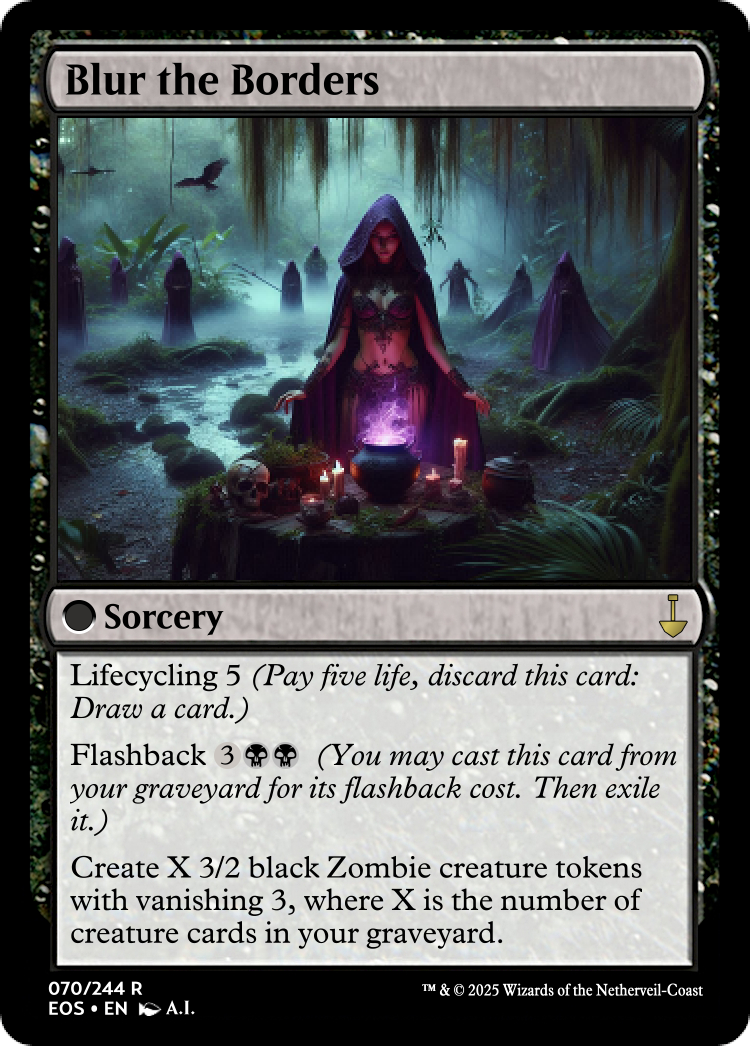 Blur the Borders
Sorcery
Lifecycling 5 (Pay five life, discard this card:
Draw a card.)
Flashback 3 (You may cast this card from
your graveyard for its flashback cost. Then exile
it.)
Create X 3/2 black Zombie creature tokens
with vanishing 3, where X is the number of
creature cards in your graveyard.
070/244 R
™ & © 2025 Wizards of the Netherveil-Coast
EOS • EN A.I.